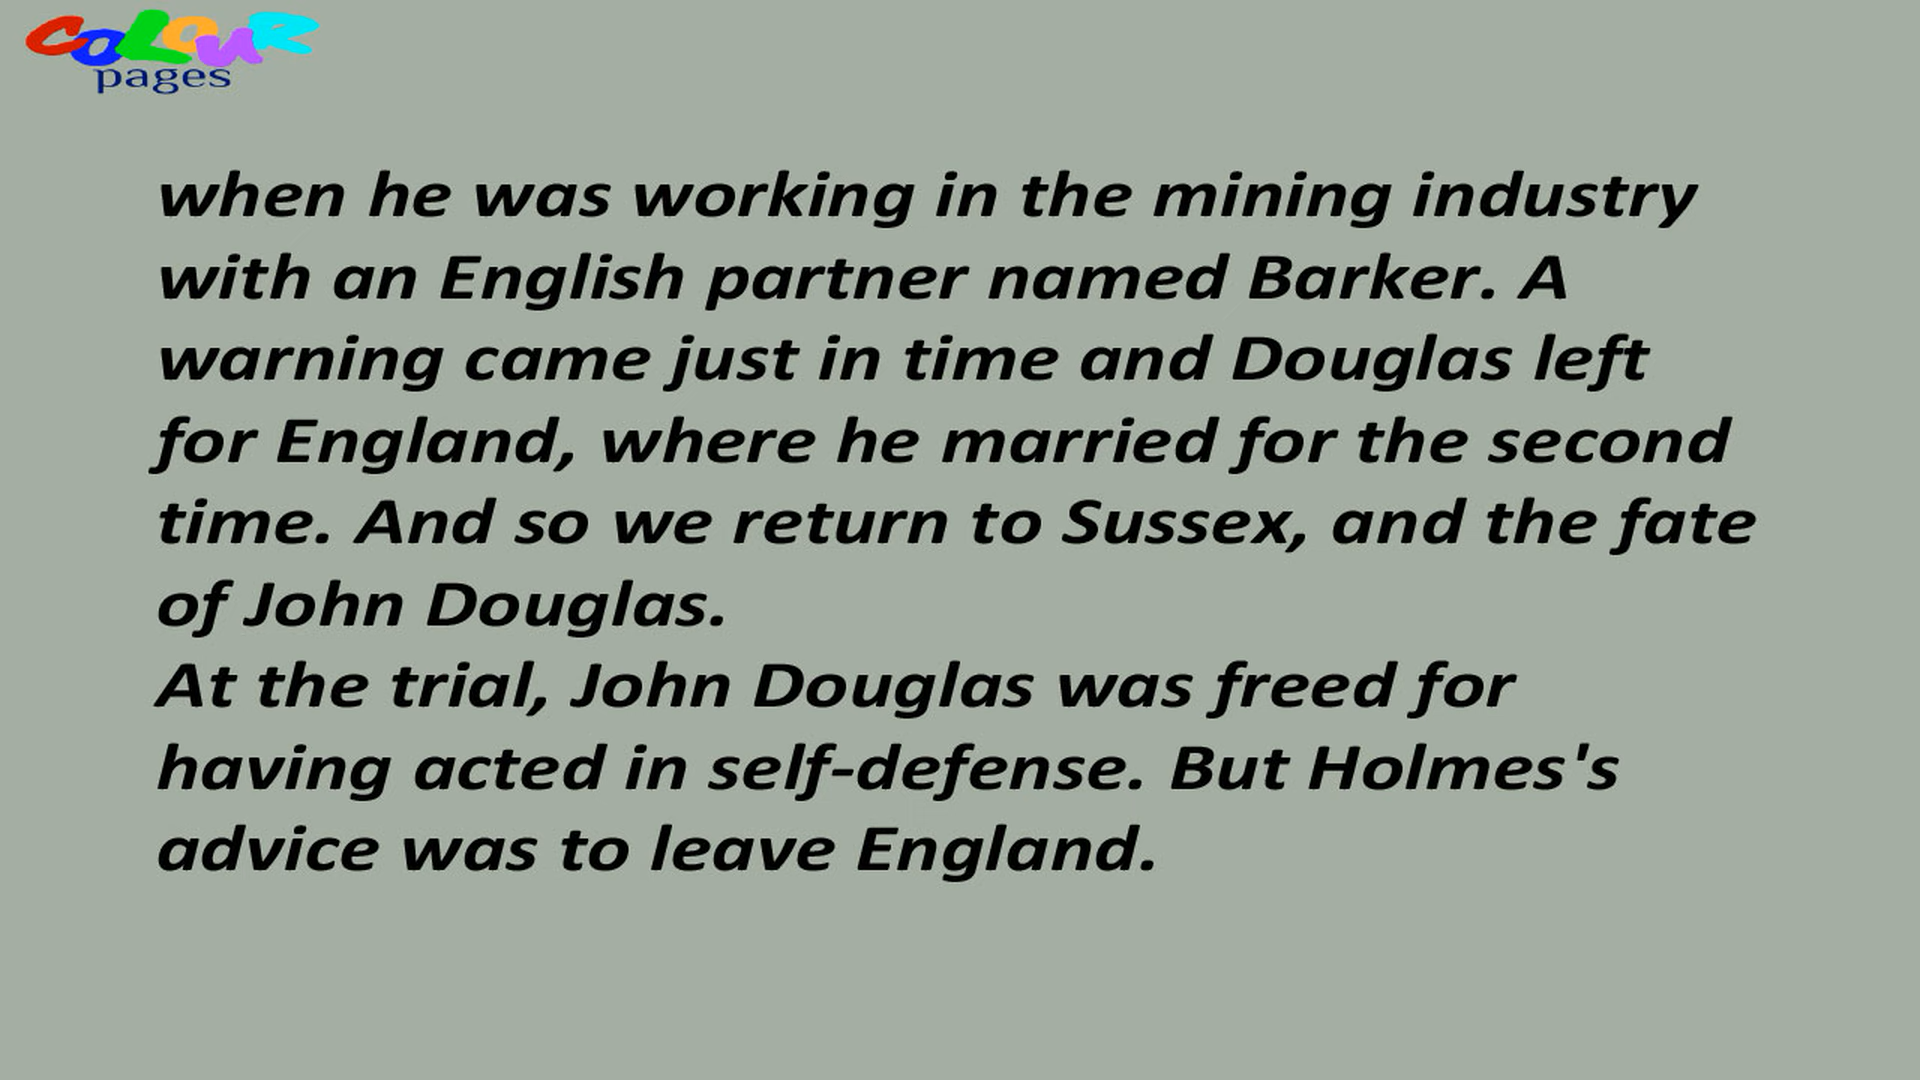 COLOUR
pages
when he was working in the mining industry
with an English partner named Barker. A
warning came just in time and Douglas left
for England, where he married for the second
time. And so we return to Sussex, and the fate
of John Douglas.
At the trial, John Douglas was freed for
having acted in self-defense. But Holmes's
advice was to leave England.